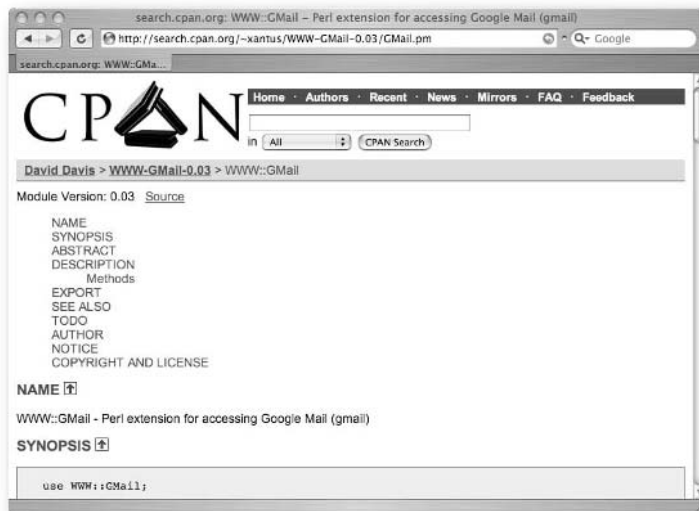 search.cpan.org: WWW::GMail – Perl extension for accessing Google Mail (gmail)
http://search.cpan.org/~xantus/WWW-GMail-0.03/GMail.pm
Google
search.cpan.org: WWW::GMa...
CPAN
Home · Authors · Recent · News · Mirrors · FAQ · Feedback
in All CPAN Search
David Davis > WWW-GMail-0.03 > WWW::GMail
Module Version: 0.03 Source
NAME
SYNOPSIS
ABSTRACT
DESCRIPTION
Methods
EXPORT
SEE ALSO
TODO
AUTHOR
NOTICE
COPYRIGHT AND LICENSE
NAME
WWW::GMail - Perl extension for accessing Google Mail (gmail)
SYNOPSIS
use WWW::GMail;